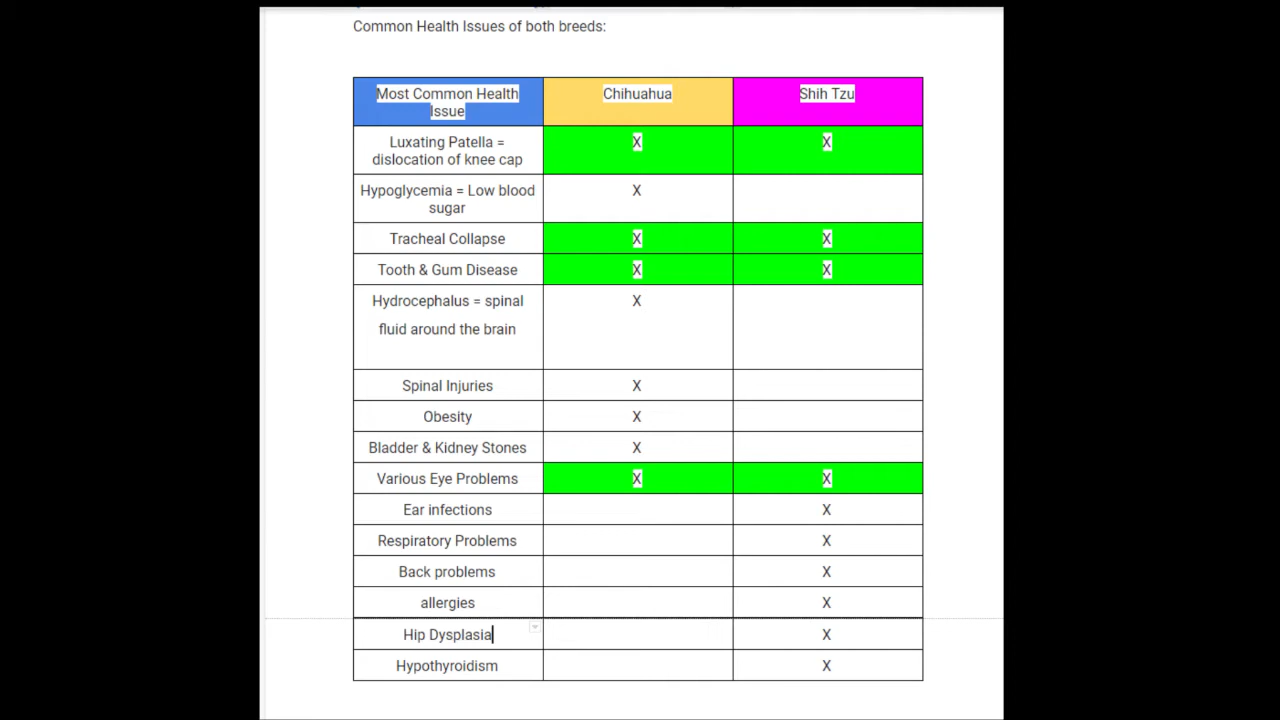 Common Health Issues of both breeds:
Most Common Health
Issue
Chihuahua
Shih Tzu
Luxating Patella =
dislocation of knee cap
X
X
Hypoglycemia = Low blood
sugar
X
Tracheal Collapse
X
X
Tooth & Gum Disease
X
X
Hydrocephalus = spinal
fluid around the brain
X
Spinal Injuries
X
Obesity
X
Bladder & Kidney Stones
X
Various Eye Problems
X
X
Ear infections
X
Respiratory Problems
X
Back problems
X
allergies
X
Hip Dysplasia
X
Hypothyroidism
X